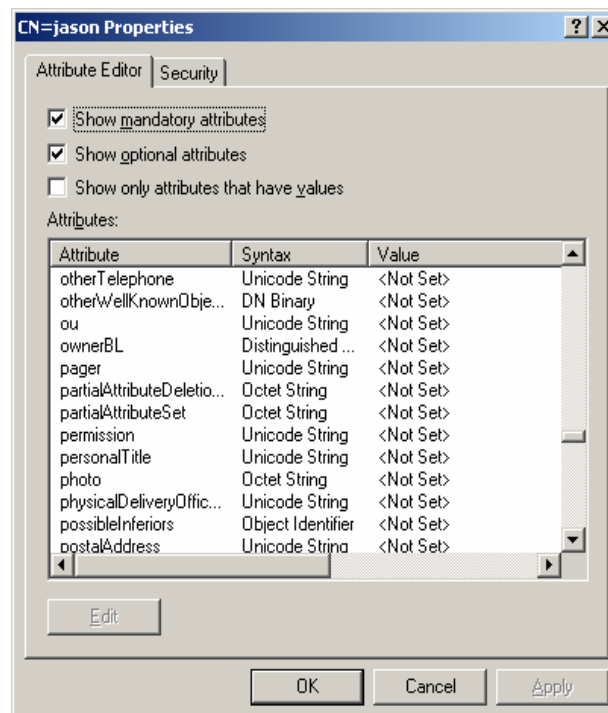 CN=jason Properties
Attribute Editor Security
Show mandatory attributes
Show optional attributes
Show only attributes that have values
Attributes:
Attribute Syntax Value
otherTelephone Unicode String <Not Set>
otherWellKnownObje... DN Binary <Not Set>
ou Unicode String <Not Set>
ownerBL Distinguished ... <Not Set>
pager Unicode String <Not Set>
partialAttributeDeletio... Octet String <Not Set>
partialAttributeSet Octet String <Not Set>
permission Unicode String <Not Set>
personalTitle Unicode String <Not Set>
photo Octet String <Not Set>
physicalDeliveryOffic... Unicode String <Not Set>
possibleInferiors Object Identifier <Not Set>
postalAddress Unicode String <Not Set>
Edit
OK Cancel Apply